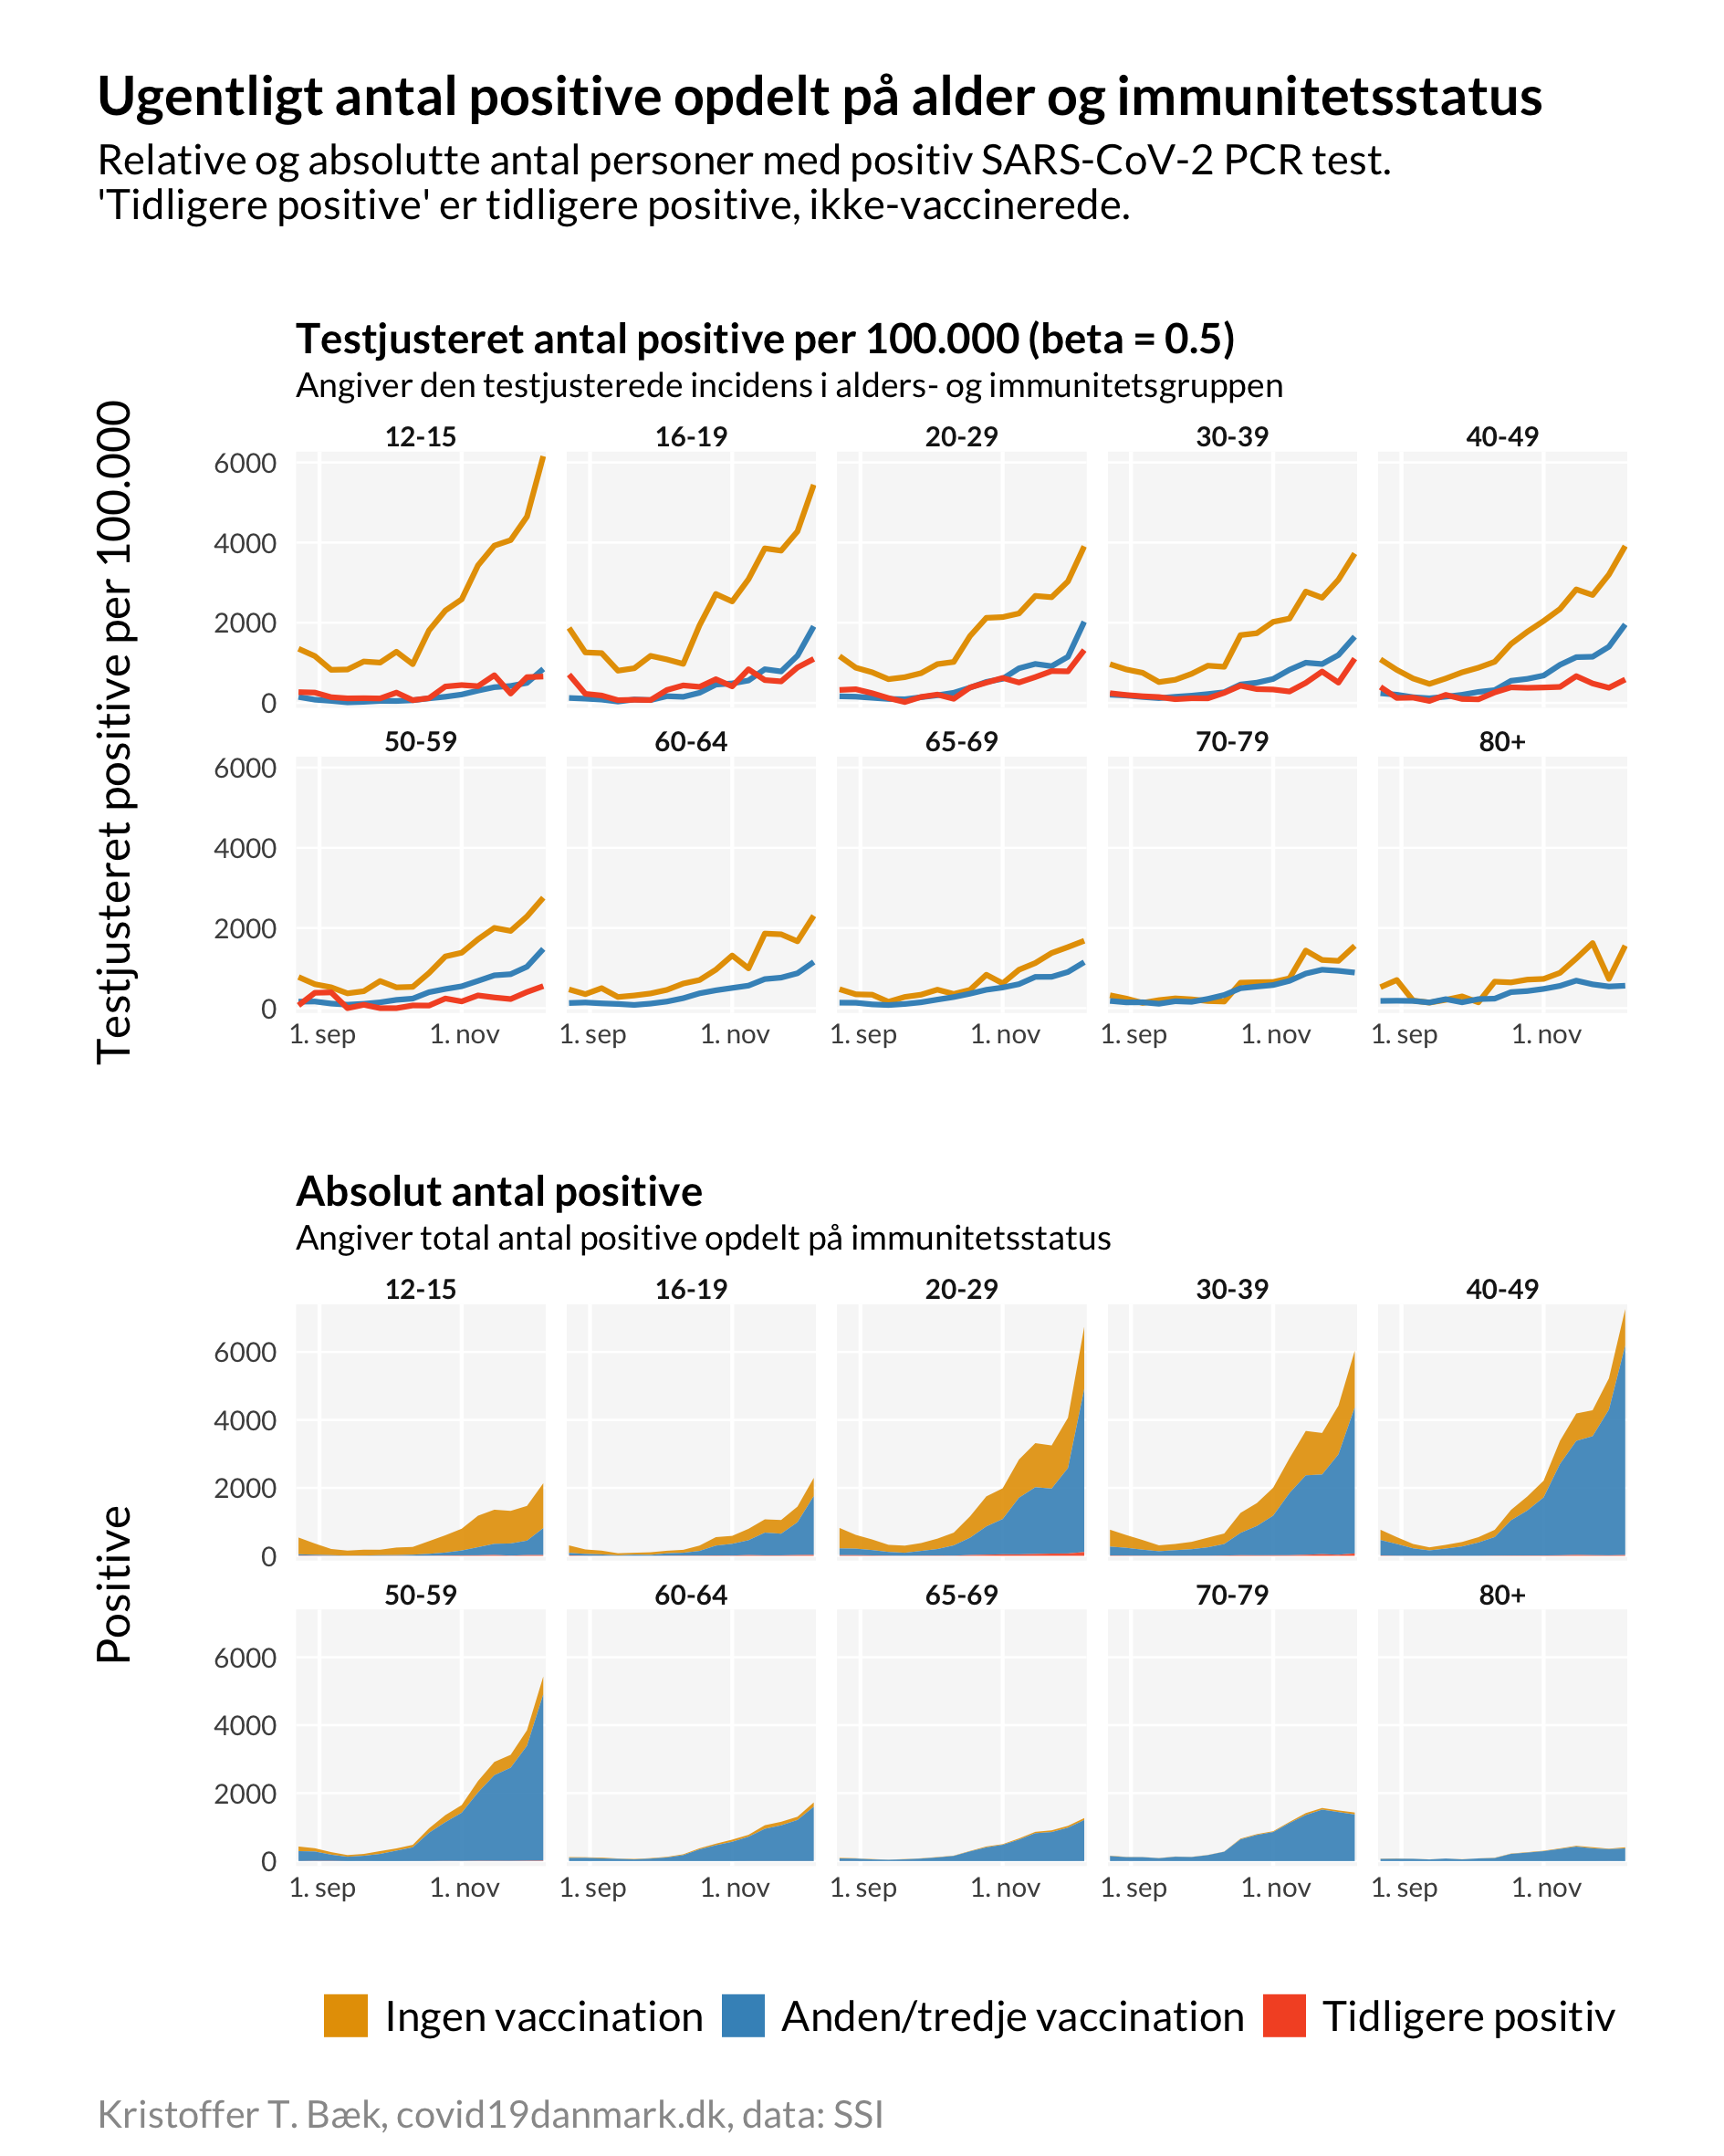 Ugentligt antal positive opdelt på alder og immunitetsstatus
Relative og absolutte antal personer med positiv SARS-CoV-2 PCR test.
'Tidligere positive' er tidligere positive, ikke-vaccinerede.
Testjusteret antal positive per 100.000 (beta = 0.5)
Angiver den testjusterede incidens i alders- og immunitetsgruppen
Testjusteret positive per 100.000
12-15 16-19 20-29 30-39 40-49
6000
4000
2000
0
50-59 60-64 65-69 70-79 80+
6000
4000
2000
0
1. sep 1. nov 1. sep 1. nov 1. sep 1. nov 1. sep 1. nov 1. sep 1. nov
Absolut antal positive
Angiver total antal positive opdelt på immunitetsstatus
Positive
12-15 16-19 20-29 30-39 40-49
6000
4000
2000
0
50-59 60-64 65-69 70-79 80+
6000
4000
2000
0
1. sep 1. nov 1. sep 1. nov 1. sep 1. nov 1. sep 1. nov 1. sep 1. nov
Ingen vaccination Anden/tredje vaccination Tidligere positiv
Kristoffer T. Bæk, covid19danmark.dk, data: SSI